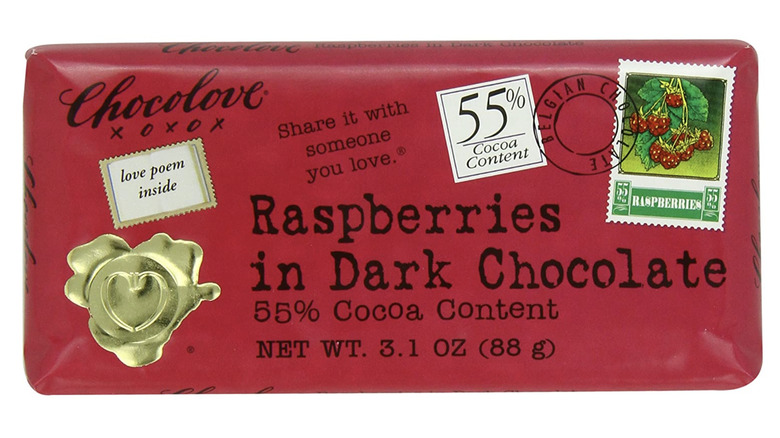 Chocolove
Raspberries in Dark Chocolate
Chocolove®
XOXOX
Share it with
someone
you love.®
55%
Cocoa
Content
BELGIAN CHOCOLATE
55%
RASPBERRIES
55%
love poem
inside
Raspberries
in Dark Chocolate
55% Cocoa Content
NET WT. 3.1 OZ (88 g)
®